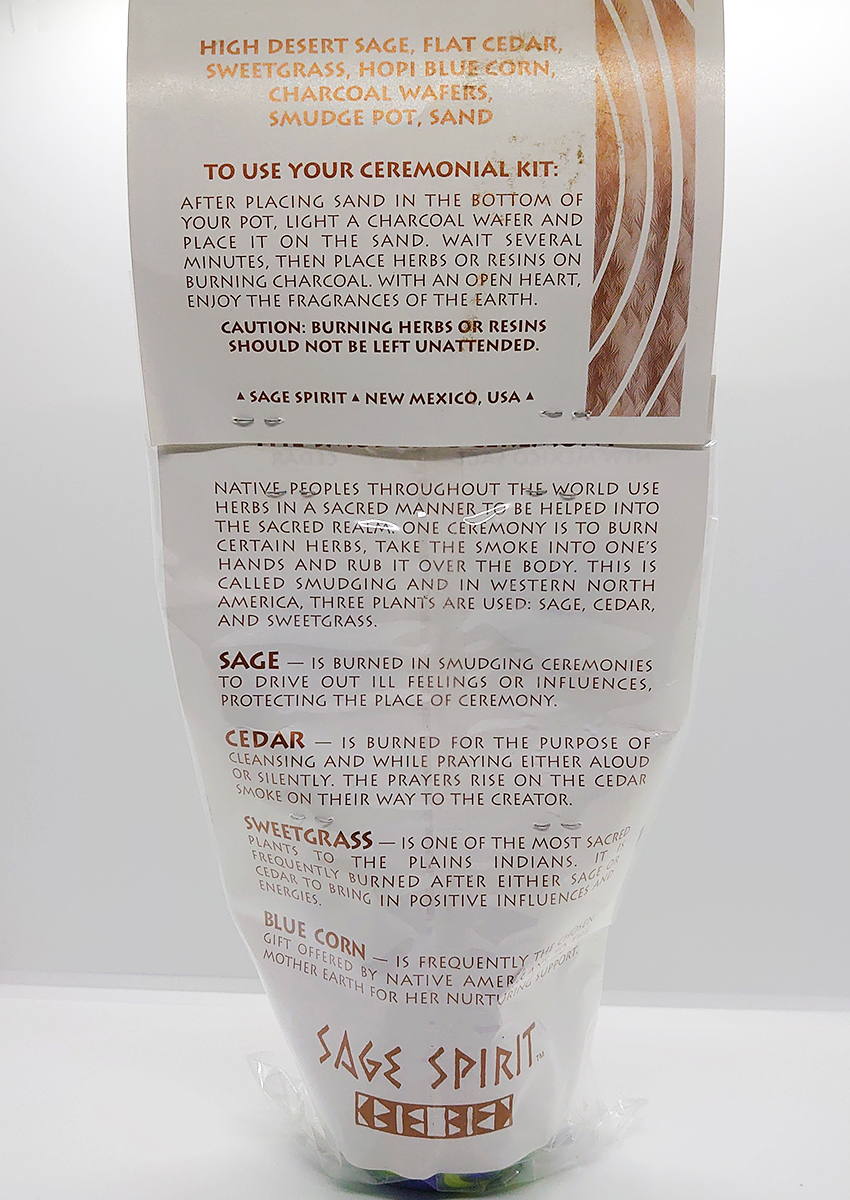 HIGH DESERT SAGE, FLAT CEDAR,
SWEETGRASS, HOPI BLUE CORN,
CHARCOAL WAFERS,
SMUDGE POT, SAND
TO USE YOUR CEREMONIAL KIT:
AFTER PLACING SAND IN THE BOTTOM OF
YOUR POT, LIGHT A CHARCOAL WAFER AND
PLACE IT ON THE SAND. WAIT SEVERAL
MINUTES, THEN PLACE HERBS OR RESINS ON
BURNING CHARCOAL. WITH AN OPEN HEART,
ENJOY THE FRAGRANCES OF THE EARTH.
CAUTION: BURNING HERBS OR RESINS
SHOULD NOT BE LEFT UNATTENDED.
▲ SAGE SPIRIT ▲ NEW MEXICO, USA ▲
NATIVE PEOPLES THROUGHOUT THE WORLD USE
HERBS IN A SACRED MANNER TO BE HELPED INTO
THE SACRED REALM. ONE CEREMONY IS TO BURN
CERTAIN HERBS, TAKE THE SMOKE INTO ONE'S
HANDS AND RUB IT OVER THE BODY. THIS IS
CALLED SMUDGING AND IN WESTERN NORTH
AMERICA, THREE PLANTS ARE USED: SAGE, CEDAR,
AND SWEETGRASS.
SAGE — IS BURNED IN SMUDGING CEREMONIES
TO DRIVE OUT ILL FEELINGS OR INFLUENCES,
PROTECTING THE PLACE OF CEREMONY.
CEDAR — IS BURNED FOR THE PURPOSE OF
CLEANSING AND WHILE PRAYING EITHER ALOUD
OR SILENTLY. THE PRAYERS RISE ON THE CEDAR
SMOKE ON THEIR WAY TO THE CREATOR.
SWEETGRASS — IS ONE OF THE MOST SACRED
PLANTS TO THE PLAINS INDIANS. IT IS
FREQUENTLY BURNED AFTER EITHER SAGE OR
CEDAR TO BRING IN POSITIVE INFLUENCES AND
ENERGIES.
BLUE CORN — IS FREQUENTLY THE CHOSEN
GIFT OFFERED BY NATIVE
MOTHER EARTH FOR HER NURTURING SUPPORT.
SAGE SPIRIT™